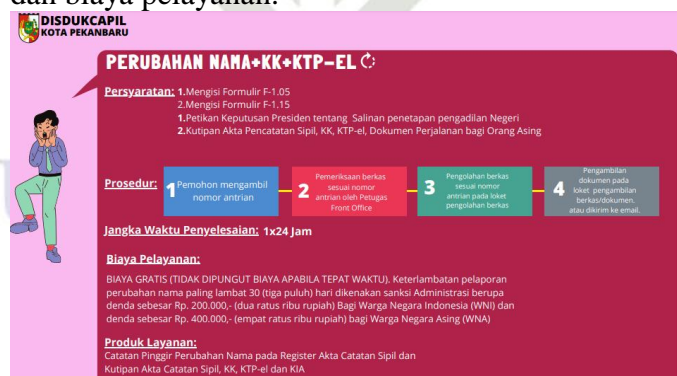 dan biaya pelayanan.
DISDUKCAPIL
KOTA PEKANBARU
PERUBAHAN NAMA+KK+KTP-EL
Persyaratan: 1.Mengisi Formulir F-1.05
2.Mengisi Formulir F-1.15
1.Petikan Keputusan Presiden tentang Salinan penetapan pengadilan Negeri
2.Kutipan Akta Pencatatan Sipil, KK, KTP-el, Dokumen Perjalanan bagi Orang Asing
Prosedur:
1 Pemohon mengambil
nomor antrian
2 Pemeriksaan berkas
sesuai nomor
antrian oleh Petugas
Front Office
3 Pengolahan berkas
sesuai nomor
antrian pada loket
pengolahan berkas
4 Pengambilan
dokumen pada
loket pengambilan
berkas/dokumen,
atau dikirim ke email.
Jangka Waktu Penyelesaian: 1x24 Jam
Biaya Pelayanan:
BIAYA GRATIS (TIDAK DIPUNGUT BIAYA APABILA TEPAT WAKTU). Keterlambatan pelaporan
perubahan nama paling lambat 30 (tiga puluh) hari dikenakan sanksi Administrasi berupa
denda sebesar Rp. 200.000,- (dua ratus ribu rupiah) Bagi Warga Negara Indonesia (WNI) dan
denda sebesar Rp. 400.000,- (empat ratus ribu rupiah) bagi Warga Negara Asing (WNA)
Produk Layanan:
Catatan Pinggir Perubahan Nama pada Register Akta Catatan Sipil dan
Kutipan Akta Catatan Sipil, KK, KTP-el dan KIA